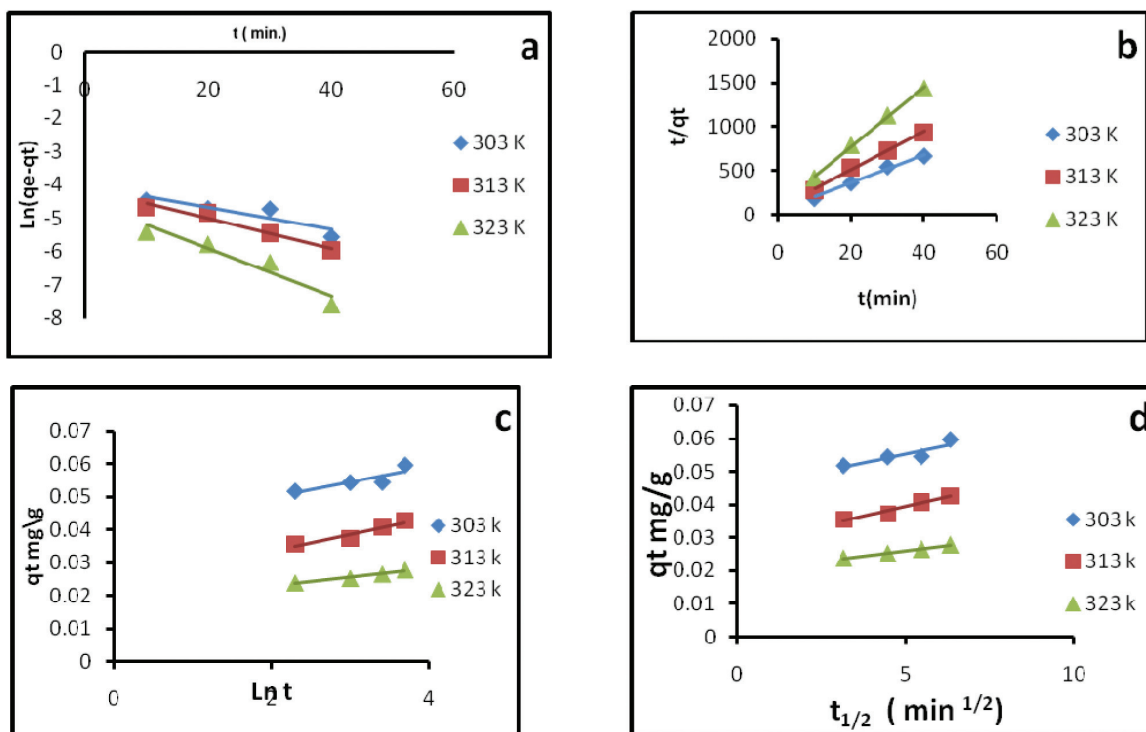 a
t ( min.)
0
-1
-2
-3
-4
-5
-6
-7
-8
0 20 40 60
Ln(qe-qt)
303 K
313 K
323 K
b
2000
1500
1000
500
0
t/qt
0 20 40 60
t(min)
303 K
313 K
323 K
c
0.07
0.06
0.05
0.04
0.03
0.02
0.01
0
qt mg\g
0 2 4
Ln t
303 k
313 k
323 k
d
0.07
0.06
0.05
0.04
0.03
0.02
0.01
0
qt mg/g
0 5 10
t1/2 ( min 1/2)
303 k
313 k
323 k